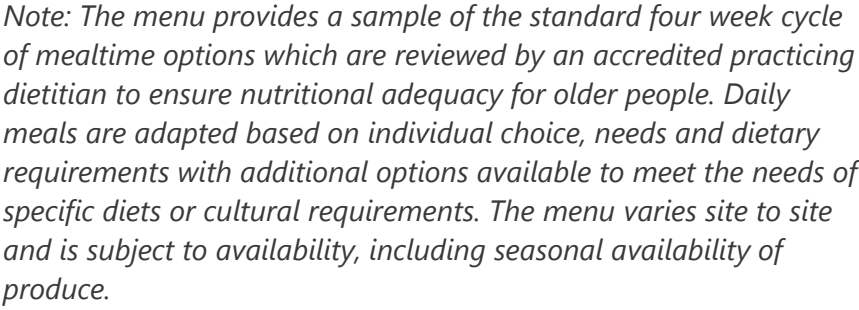 Note: The menu provides a sample of the standard four week cycle
of mealtime options which are reviewed by an accredited practicing
dietitian to ensure nutritional adequacy for older people. Daily
meals are adapted based on individual choice, needs and dietary
requirements with additional options available to meet the needs of
specific diets or cultural requirements. The menu varies site to site
and is subject to availability, including seasonal availability of
produce.